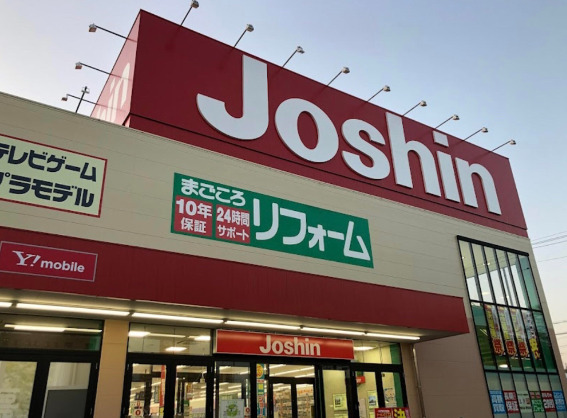 Joshin
テレビゲーム
プラモデル
まごころ
10年
保証
24時間
サポート
リフォーム
Y!mobile
Joshin